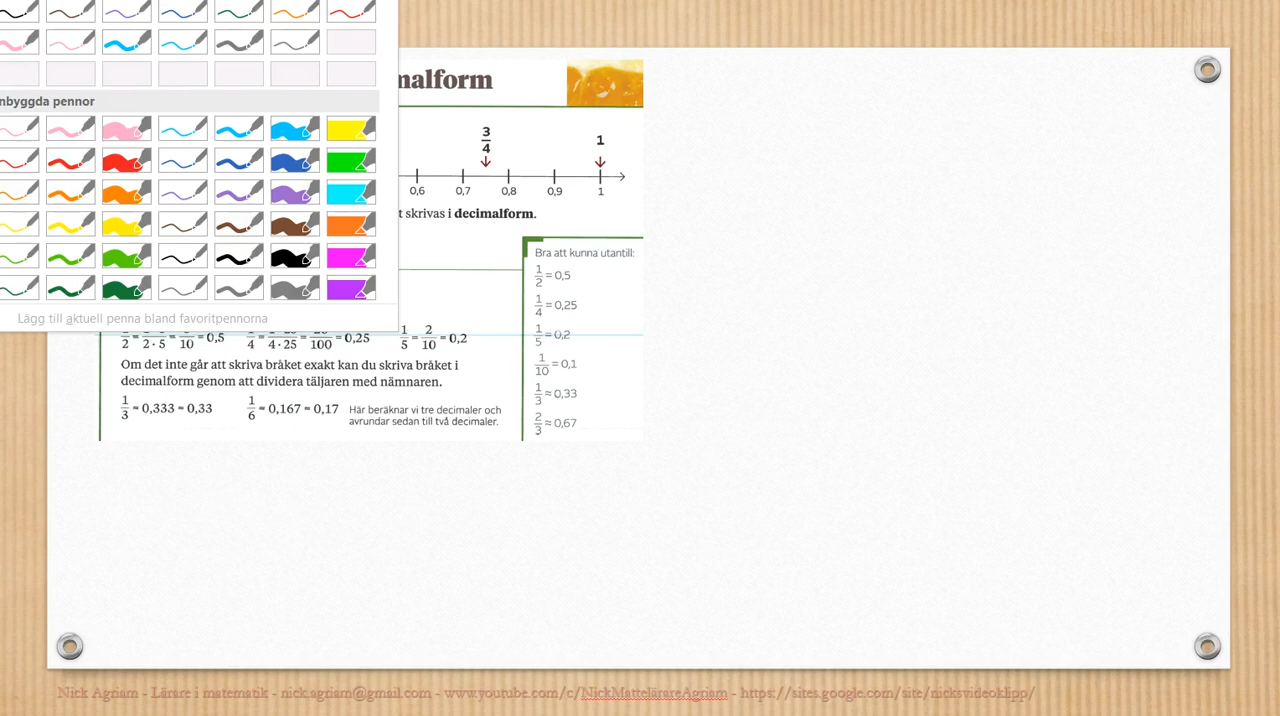 malform
nbyggda pennor
3/4
1
0,6 0,7 0,8 0,9 1
t skrivas i decimalform.
Bra att kunna utantill:
1/2 = 0,5
1/4 = 0,25
1/5 = 0,2
1/10 = 0,1
1/3 ≈ 0,33
2/3 ≈ 0,67
Lägg till aktuell penna bland favoritpennorna
= 0,5
= 0,25
1/5 = 2/10 = 0,2
Om det inte går att skriva bråket exakt kan du skriva bråket i
decimalform genom att dividera täljaren med nämnaren.
1/3 ≈ 0,333 ≈ 0,33
1/6 ≈ 0,167 ≈ 0,17
Här beräknar vi tre decimaler och
avrundar sedan till två decimaler.
Nick Agriam - Lärare i matematik - nick.agriam@gmail.com - www.youtube.com/c/NickMattelärareAgriam - https://sites.google.com/site/nicksvideoklipp/